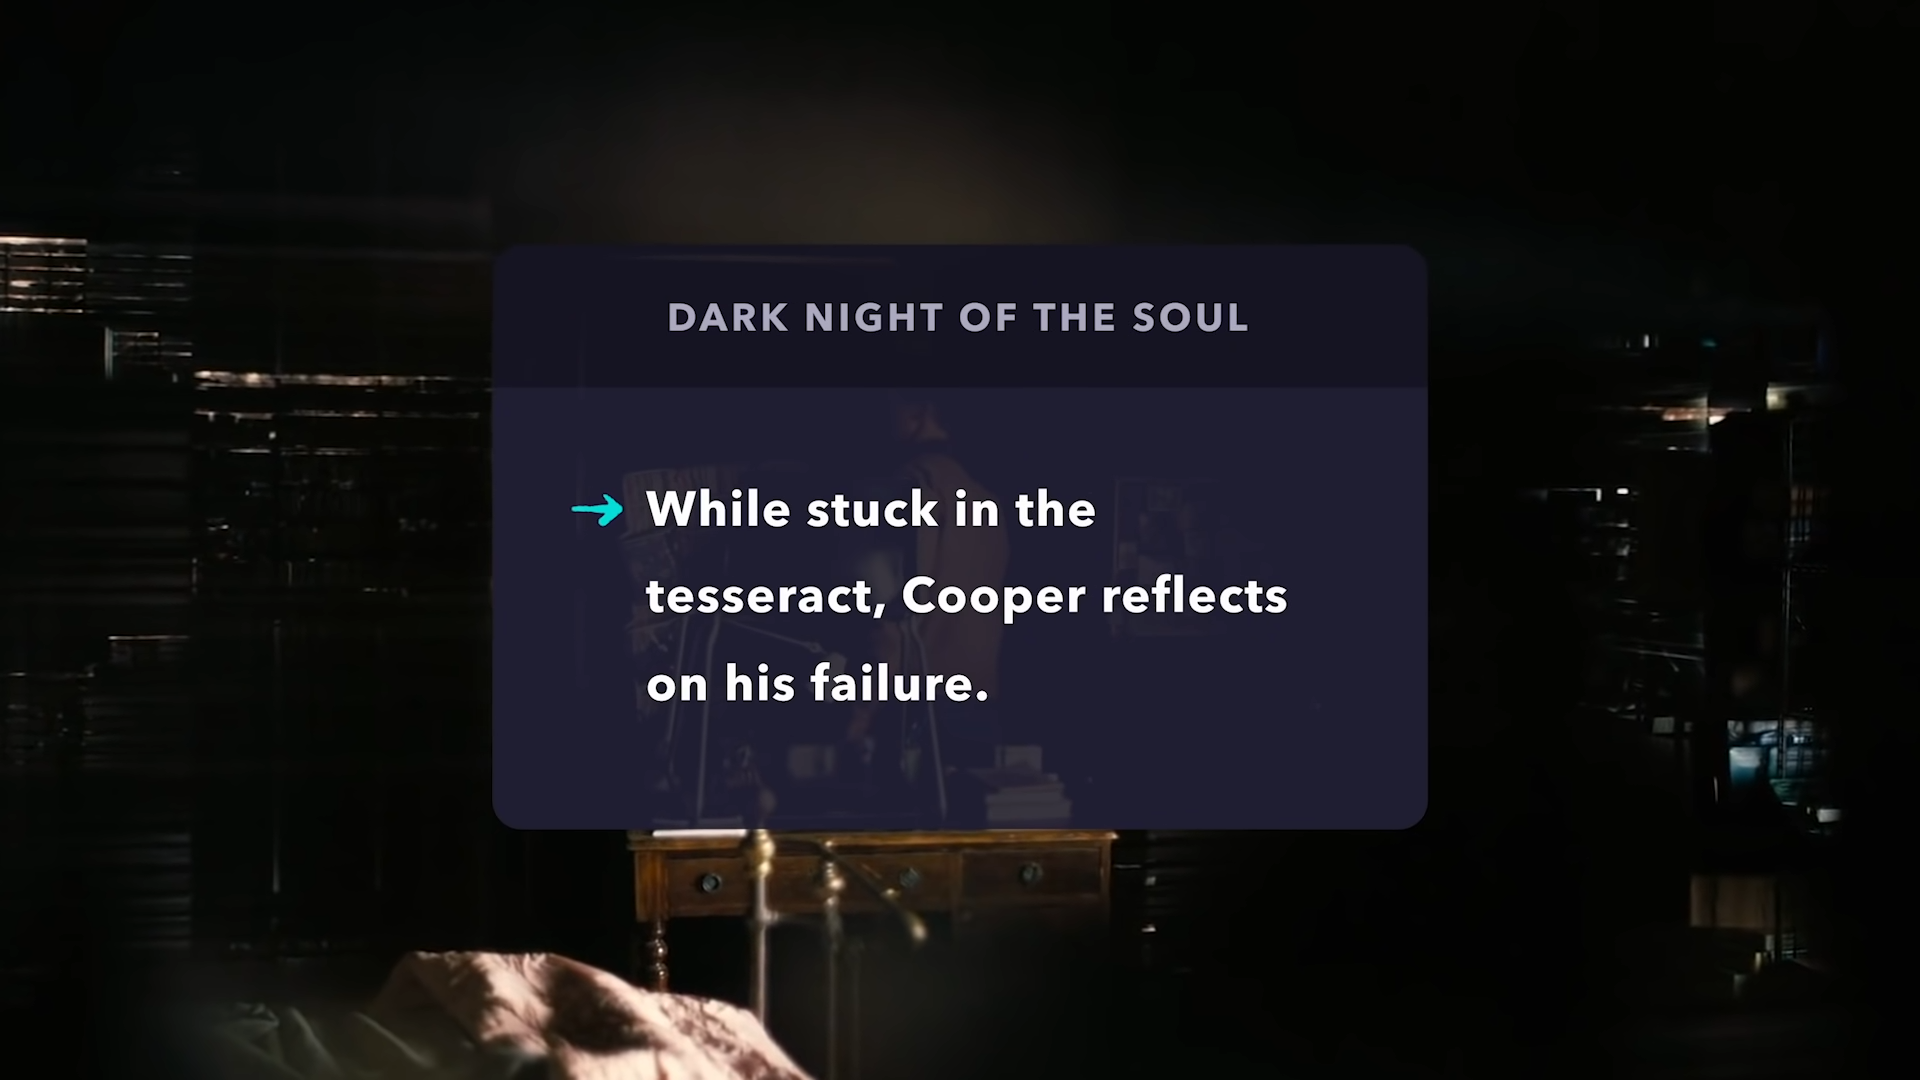 DARK NIGHT OF THE SOUL
While stuck in the
tesseract, Cooper reflects
on his failure.